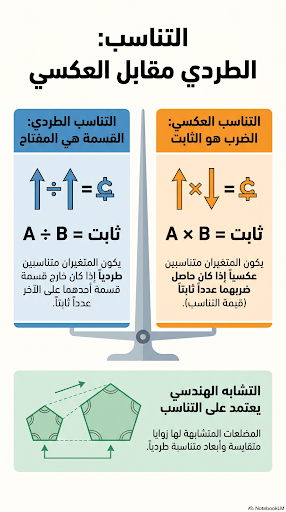 التناسب:
الطردي مقابل العكسي
التناسب الطردي:
القسمة هي المفتاح
÷ =
A ÷ B = ثابت
يكون المتغيران متناسبين
طردياً إذا كان خارج قسمة
قسمة أحدهما على الآخر
عدداً ثابتاً.
التناسب العكسي:
الضرب هو الثابت
× =
A × B = ثابت
يكون المتغيران متناسبين
عكسياً إذا كان حاصل
ضربهما عدداً ثابتاً
(قيمة التناسب).
التشابه الهندسي
يعتمد على التناسب
المضلعات المتشابهة لها زوايا
متقايسة وأبعاد متناسبة طردياً.
NotebookLM